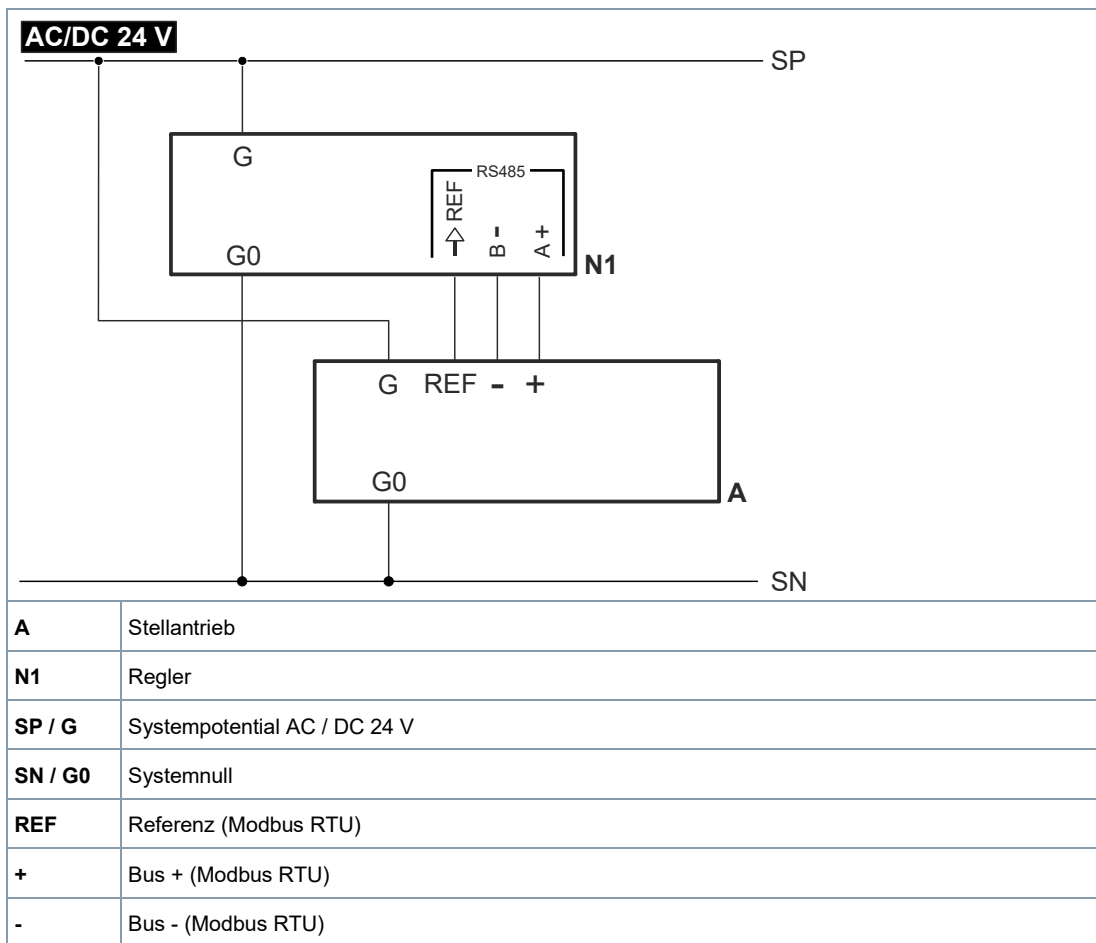 AC/DC 24 V
SP
G
RS485
REF
B -
A +
G0
N1
G REF - +
G0
A
SN
A Stellantrieb
N1 Regler
SP / G Systempotential AC / DC 24 V
SN / G0 Systemnull
REF Referenz (Modbus RTU)
+ Bus + (Modbus RTU)
- Bus - (Modbus RTU)